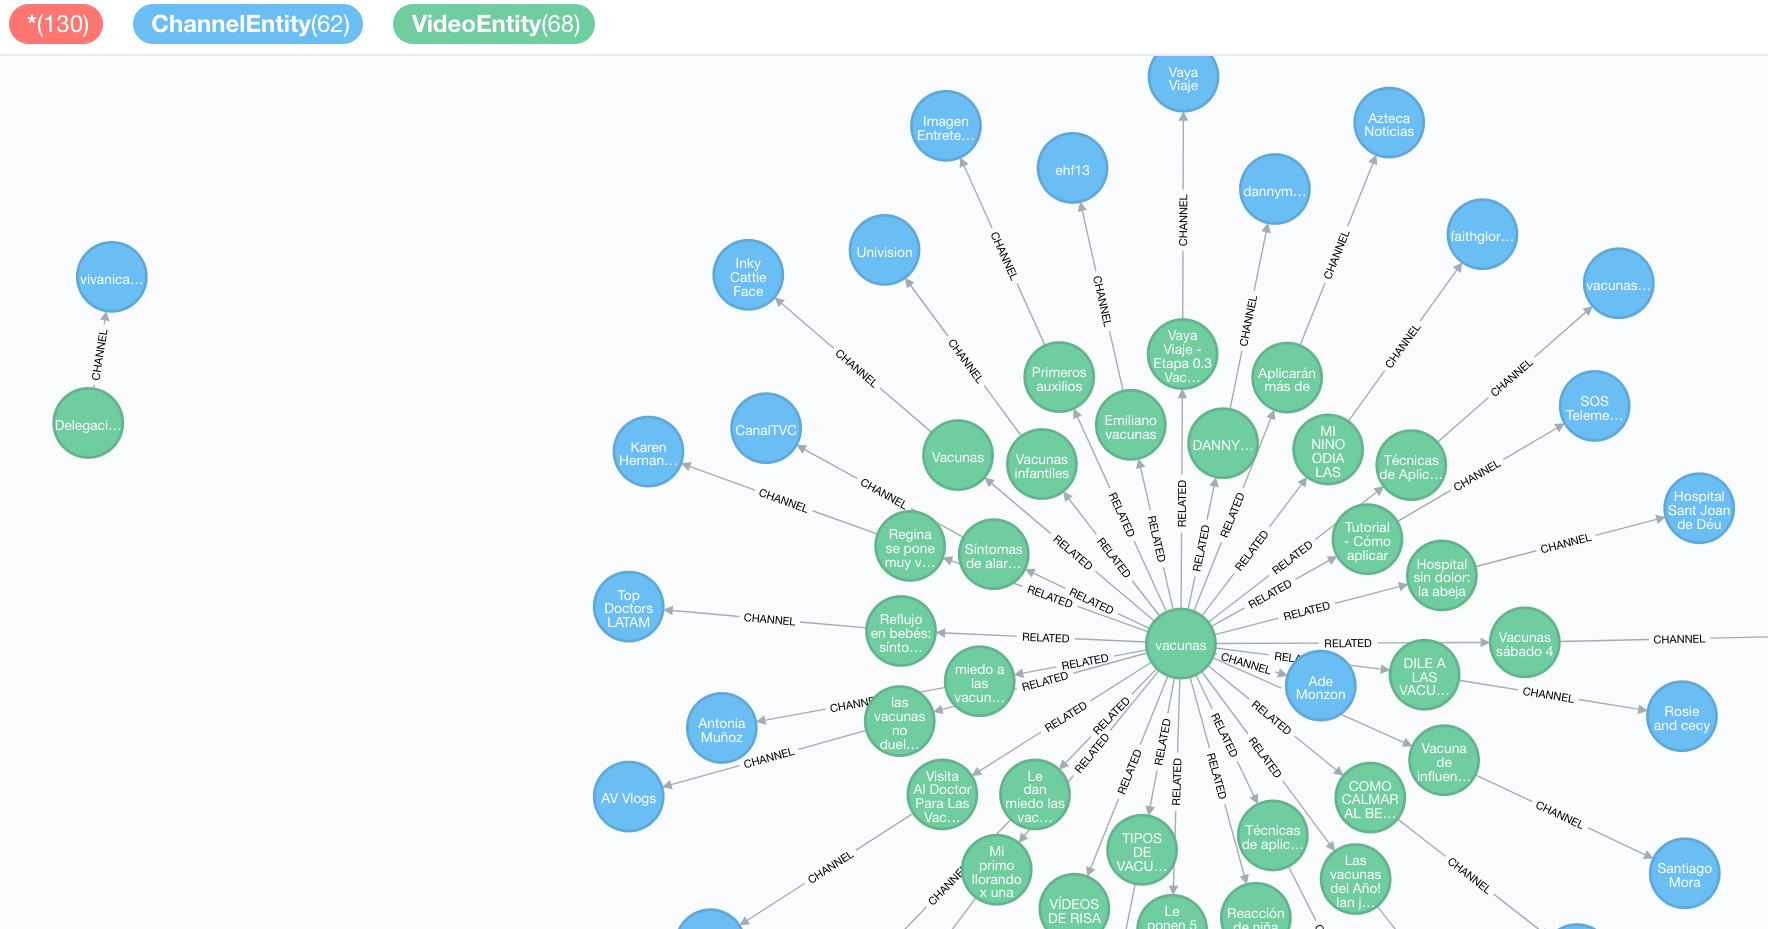 *(130)
ChannelEntity(62)
VideoEntity(68)
Vaya
Viaje
Imagen
Entrete...
Azteca
Noticias
ehf13
dannym...
faithglor...
Univision
Inky
Cattie
Face
vivanica...
vacunas...
CHANNEL
CHANNEL
CHANNEL
CHANNEL
CHANNEL
CHANNEL
CHANNEL
CHANNEL
CHANNEL
CHANNEL
Vaya
Viaje -
Etapa 0.3
Vac...
Primeros
auxilios
Aplicarán
más de
Delegaci...
Emiliano
vacunas
SOS
Teleme...
CanalTVC
Karen
Hernan...
DANNY...
MI
NINO
ODIA
LAS
Vacunas
Vacunas
infantiles
Técnicas
de Aplic...
CHANNEL
CHANNEL
CHANNEL
Hospital
Sant Joan
de Déu
RELATED
RELATED
RELATED
RELATED
RELATED
RELATED
RELATED
RELATED
RELATED
Regina
se pone
muy v...
Síntomas
de alar...
Tutorial
- Cómo
aplicar
CHANNEL
Hospital
sin dolor:
la abeja
RELATED
RELATED
RELATED
RELATED
Top
Doctors
LATAM
CHANNEL
Reflujo
en bebés:
sínto...
RELATED
vacunas
RELATED
Vacunas
sábado 4
CHANNEL
RELATED
RELATED
CHANNEL
miedo a
las
vacun...
Ade
Monzon
DILE A
LAS
VACU...
CHANNEL
Rosie
and cecy
Antonia
Muñoz
las
vacunas
no
duel...
CHANNEL
AV Vlogs
RELATED
RELATED
RELATED
RELATED
RELATED
RELATED
RELATED
RELATED
RELATED
RELATED
Vacuna
de
influen...
Visita
Al Doctor
Para Las
Vac...
Le
dan
miedo las
vac...
COMO
CALMAR
AL BE...
CHANNEL
TIPOS
DE
VACU...
Técnicas
de aplic...
CHANNEL
Mi
primo
llorando
x una
Las
vacunas
del Año!
Ian j...
CHANNEL
Santiago
Mora
VÍDEOS
DE RISA
Le
ponen 5
Reacción
de niña